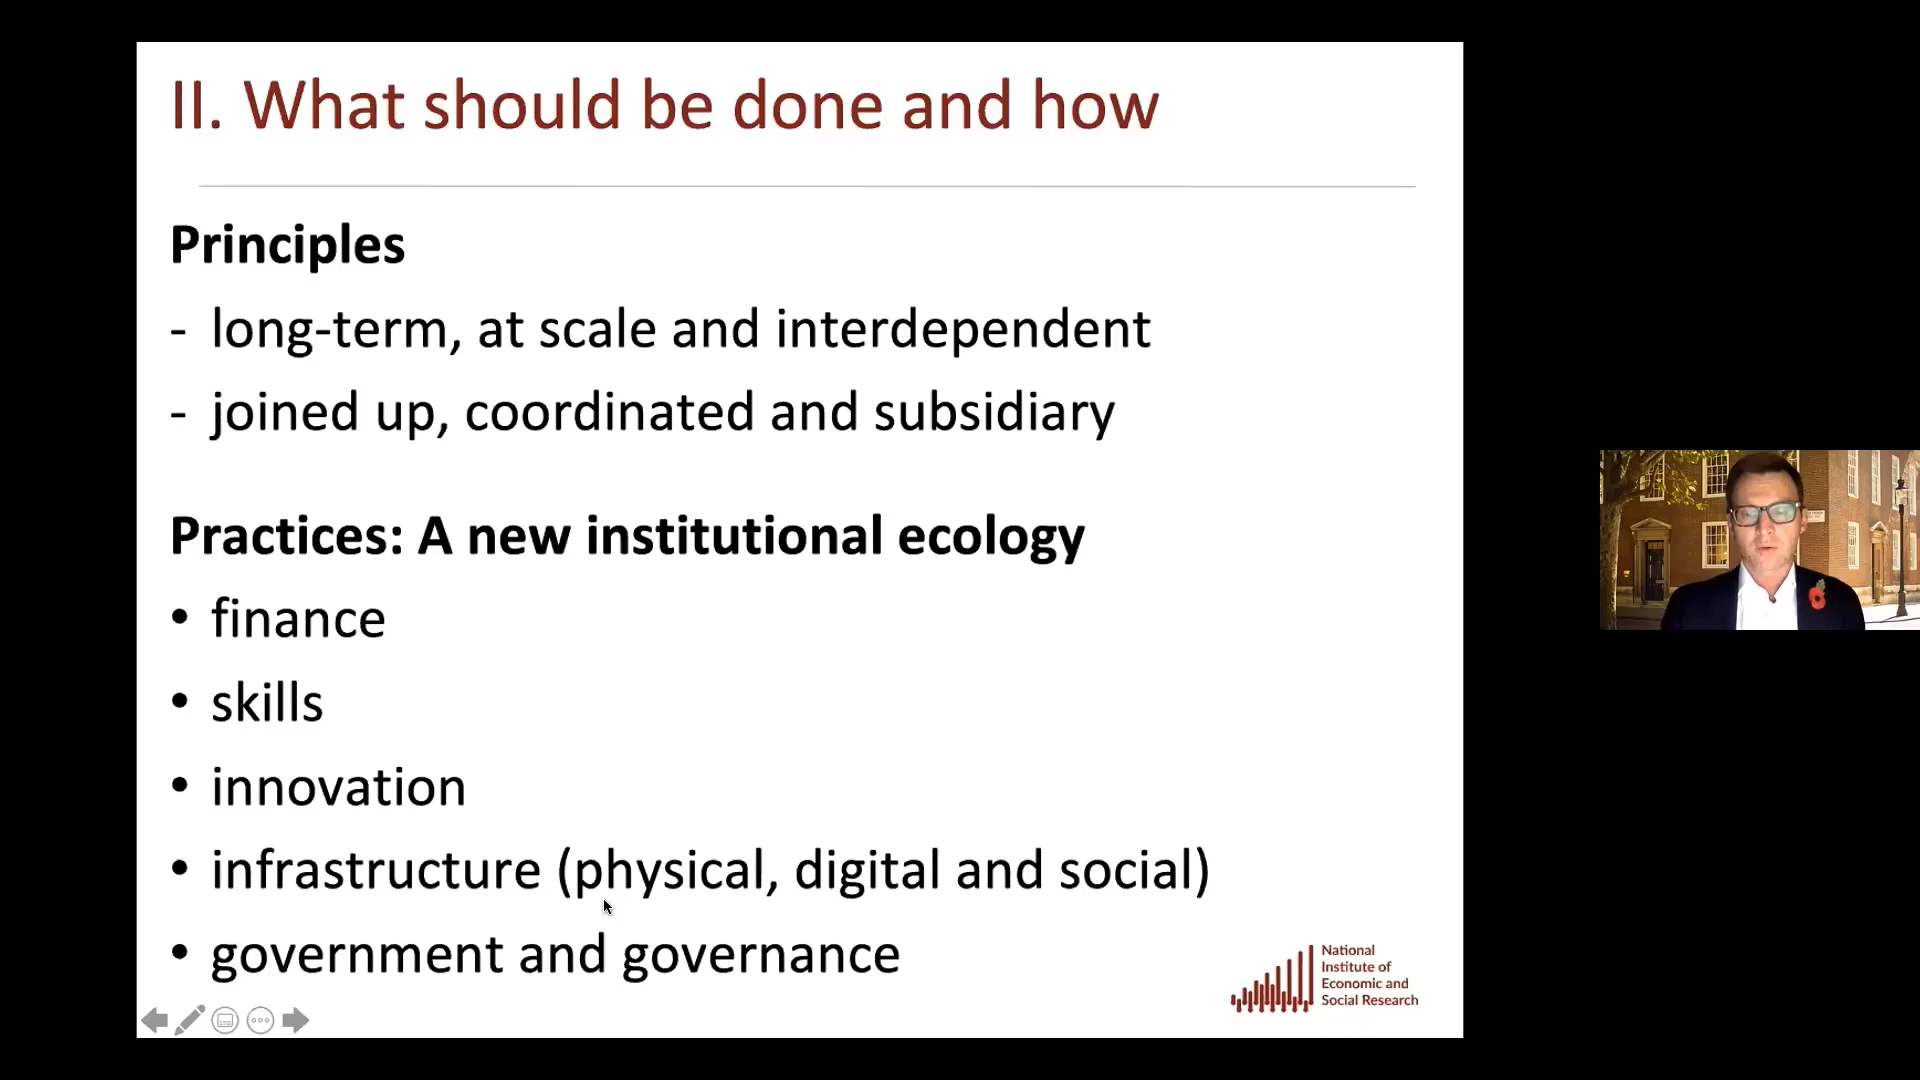 II. What should be done and how
Principles
- long-term, at scale and interdependent
- joined up, coordinated and subsidiary
Practices: A new institutional ecology
• finance
• skills
• innovation
• infrastructure (physical, digital and social)
• government and governance
National
Institute of
Economic and
Social Research